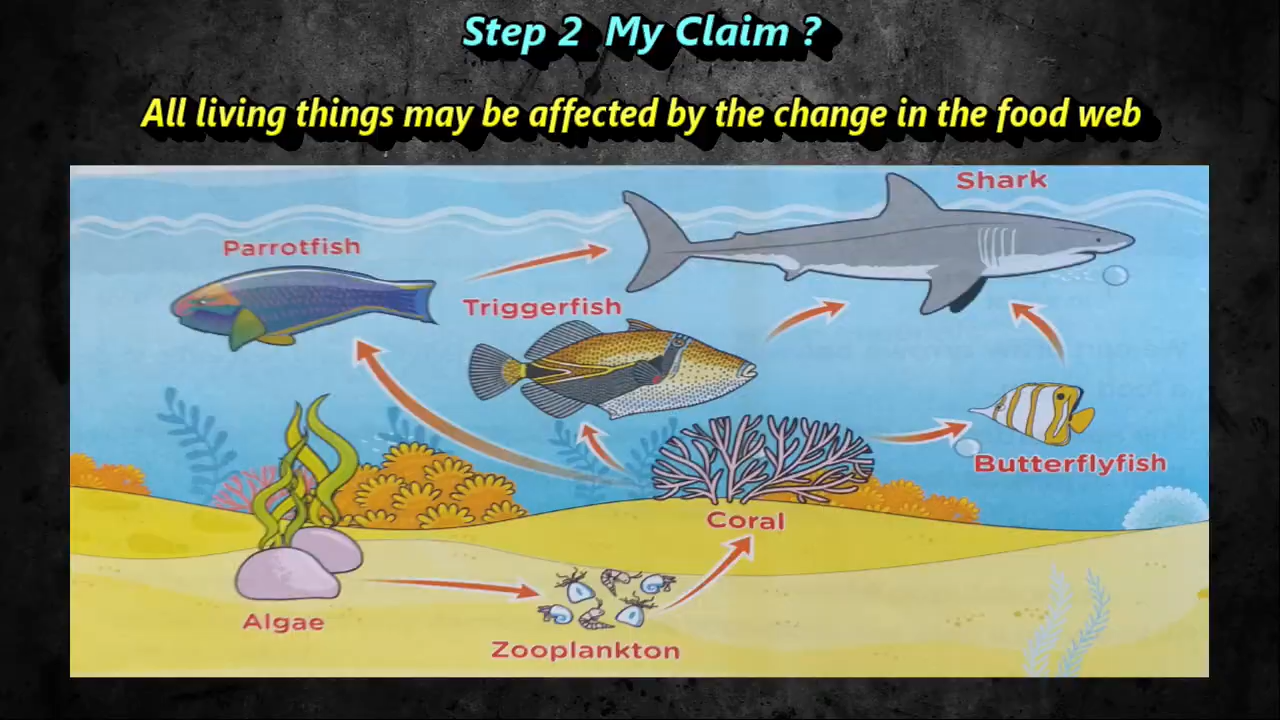 Step 2 My Claim ?
All living things may be affected by the change in the food web
Shark
Parrotfish
Triggerfish
Butterflyfish
Coral
Algae
Zooplankton